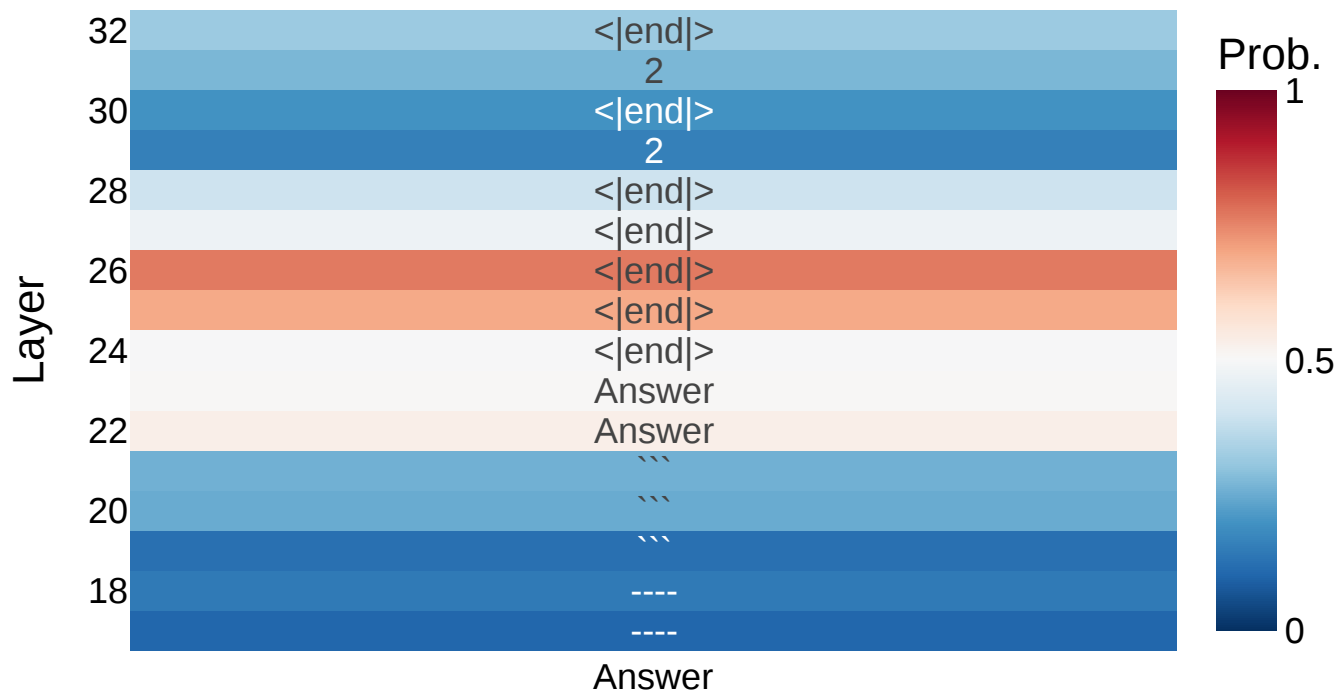 32 <|end|>
2
30 <|end|>
2
28 <|end|>
<|end|>
26 <|end|>
<|end|>
24 <|end|>
Answer
22 Answer
```
20 ```
```
18 ----
----
Answer
Layer
Prob.
1
0.5
0